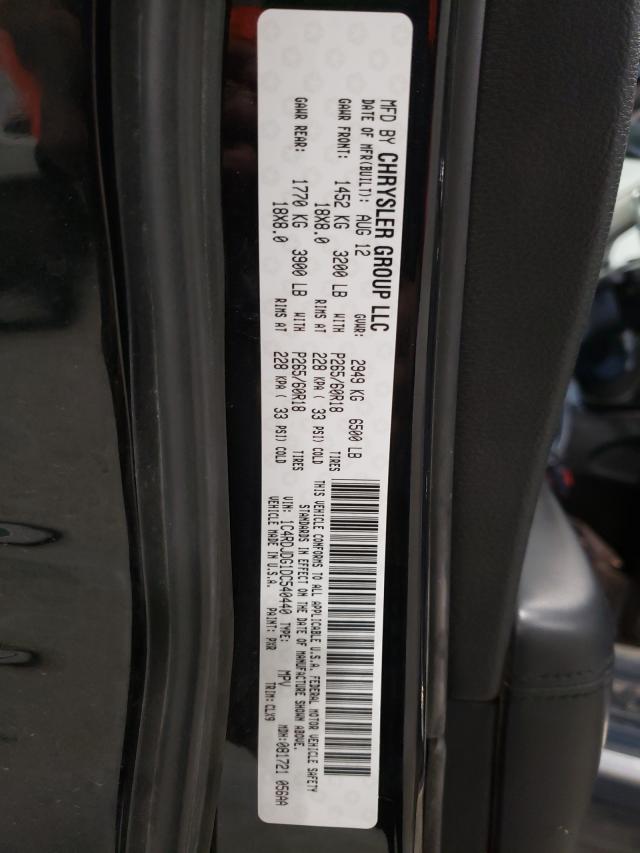 MFD BY CHRYSLER GROUP LLC
DATE OF MFR(BUILT): AUG 12 GVWR: 2949 KG 6500 LB
GAWR FRONT: 1452 KG 3200 LB WITH P265/60R18 TIRES
18X8.0 RIMS AT 228 KPA ( 33 PSI) COLD
GAWR REAR: 1770 KG 3900 LB WITH P265/60R18 TIRES
18X8.0 RIMS AT 228 KPA ( 33 PSI) COLD
THIS VEHICLE CONFORMS TO ALL APPLICABLE U.S.A. FEDERAL MOTOR VEHICLE SAFETY
STANDARDS IN EFFECT ON THE DATE OF MANUFACTURE SHOWN ABOVE.
VIN: 1C4RDJDG1DC540440 TYPE: MPV MDH:081721 056AA
VEHICLE MADE IN U.S.A. PAINT: PXR TRIM:CLX9